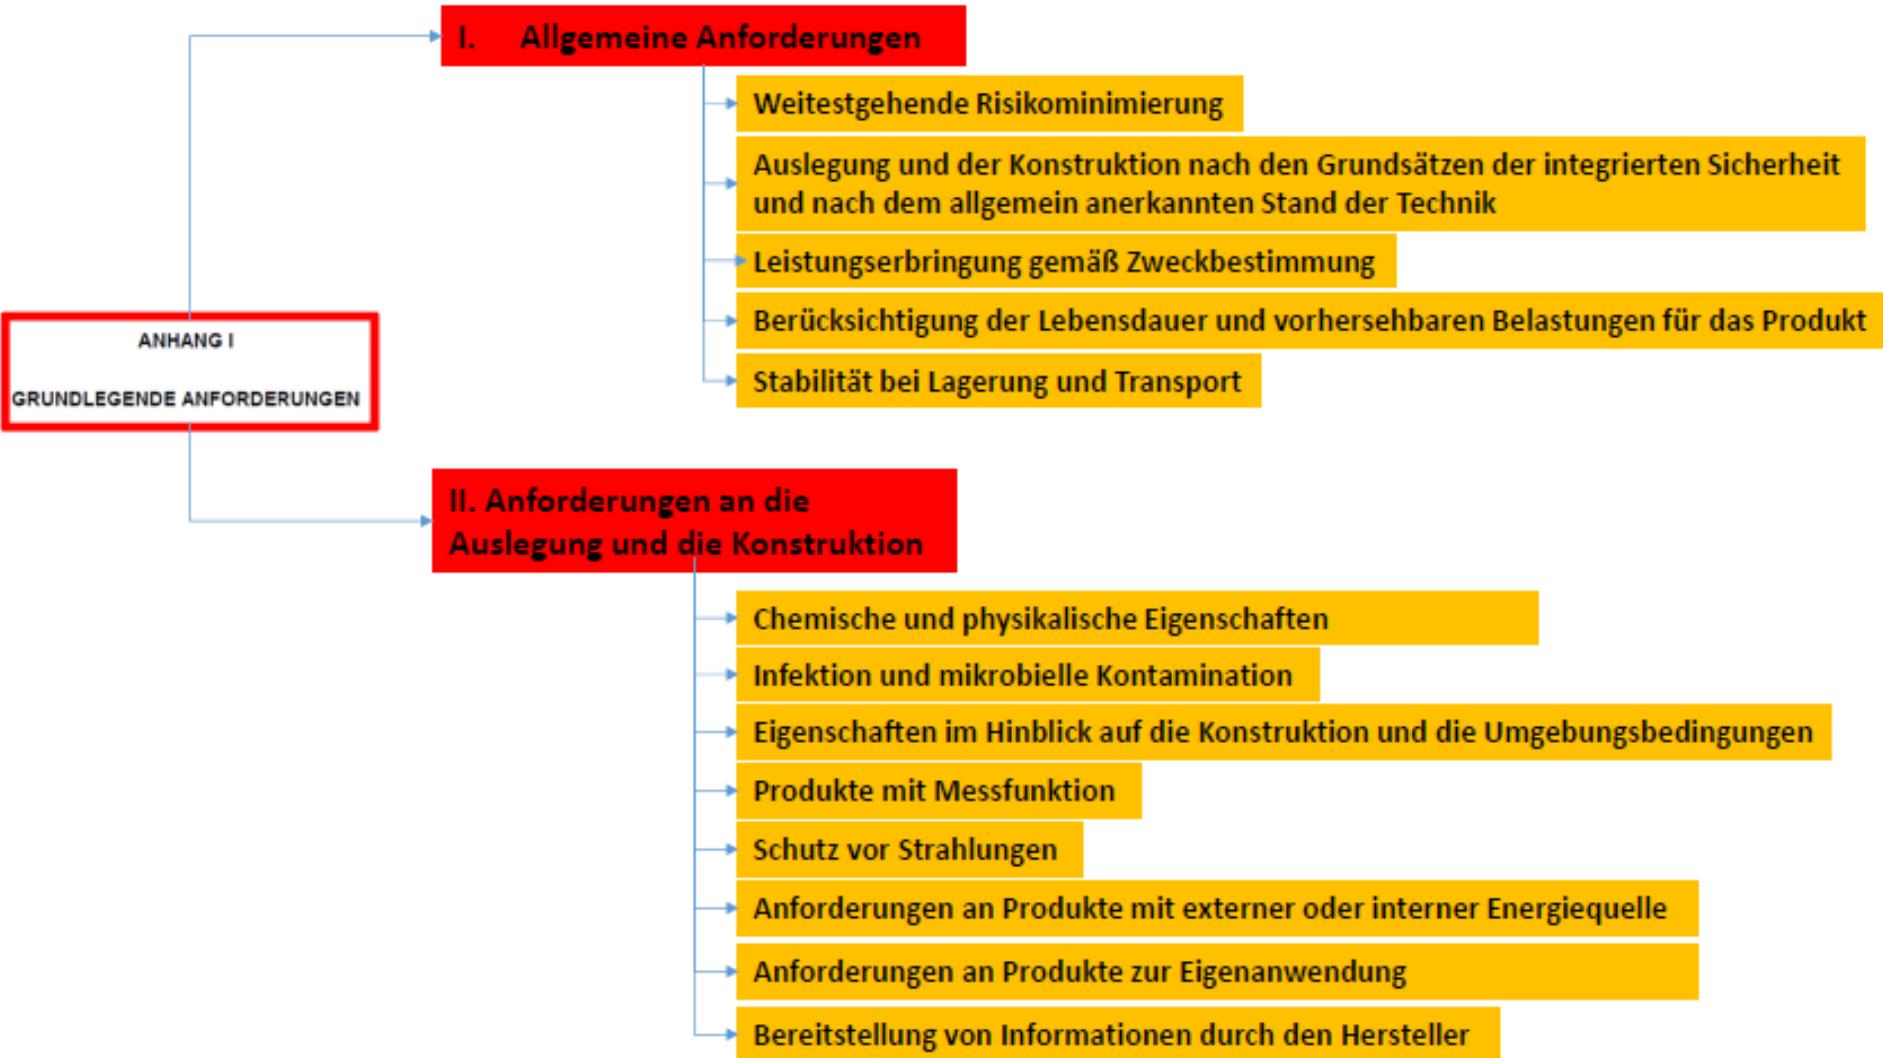 I. Allgemeine Anforderungen
Weitestgehende Risikominimierung
Auslegung und der Konstruktion nach den Grundsätzen der integrierten Sicherheit
und nach dem allgemein anerkannten Stand der Technik
Leistungserbringung gemäß Zweckbestimmung
Berücksichtigung der Lebensdauer und vorhersehbaren Belastungen für das Produkt
Stabilität bei Lagerung und Transport
ANHANG I
GRUNDLEGENDE ANFORDERUNGEN
II. Anforderungen an die
Auslegung und die Konstruktion
Chemische und physikalische Eigenschaften
Infektion und mikrobielle Kontamination
Eigenschaften im Hinblick auf die Konstruktion und die Umgebungsbedingungen
Produkte mit Messfunktion
Schutz vor Strahlungen
Anforderungen an Produkte mit externer oder interner Energiequelle
Anforderungen an Produkte zur Eigenanwendung
Bereitstellung von Informationen durch den Hersteller